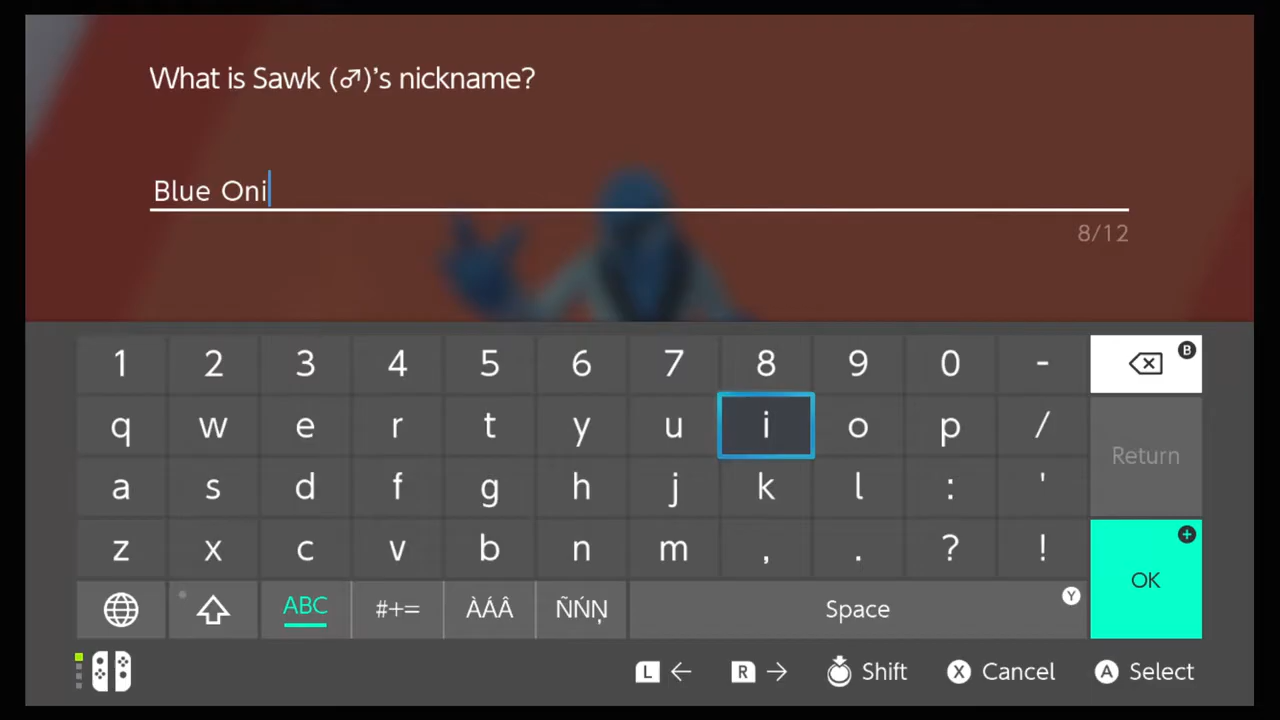 What is Sawk (♂)'s nickname?
Blue Oni
8/12
1 2 3 4 5 6 7 8 9 0 - B
q w e r t y u i o p / Return
a s d f g h j k l : '
z x c v b n m , . ? ! + OK
ABC #+= ÀÁÂ ÑŃŅ Space Y
L ← R → Shift X Cancel A Select